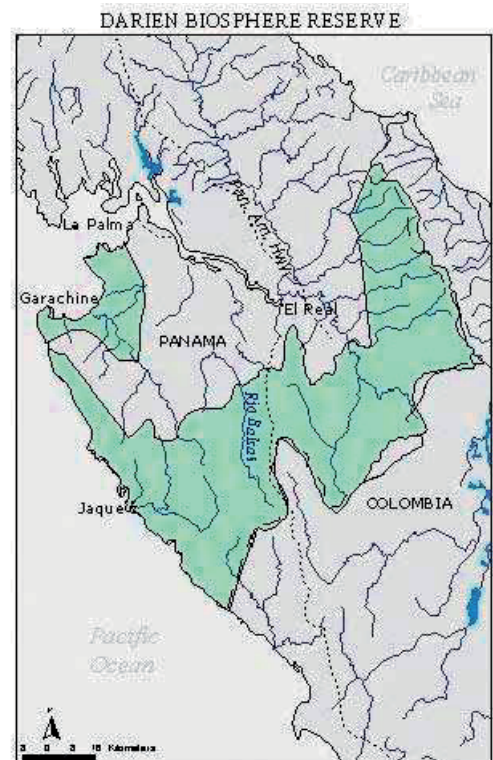 DARIEN BIOSPHERE RESERVE
Caribbean
Sea
Pan. Am. Hwy.
La Palma
Garachine
El Real
PANAMA
Rio Balsas
COLOMBIA
Jaque
Pacific
Ocean
Kilometers